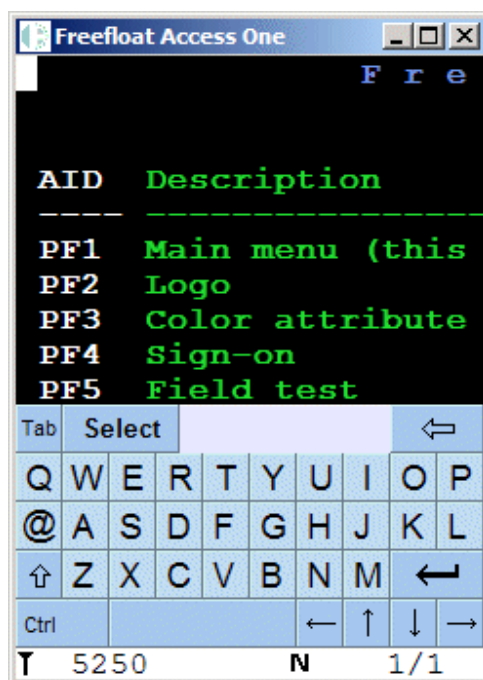 Freefloat Access One
F r e
AID Description
---- -----------------
PF1 Main menu (this
PF2 Logo
PF3 Color attribute
PF4 Sign-on
PF5 Field test
Tab Select ⇦
Q W E R T Y U I O P
@ A S D F G H J K L
⇧ Z X C V B N M ↵
Ctrl ← ↑ ↓ →
5250 N 1/1